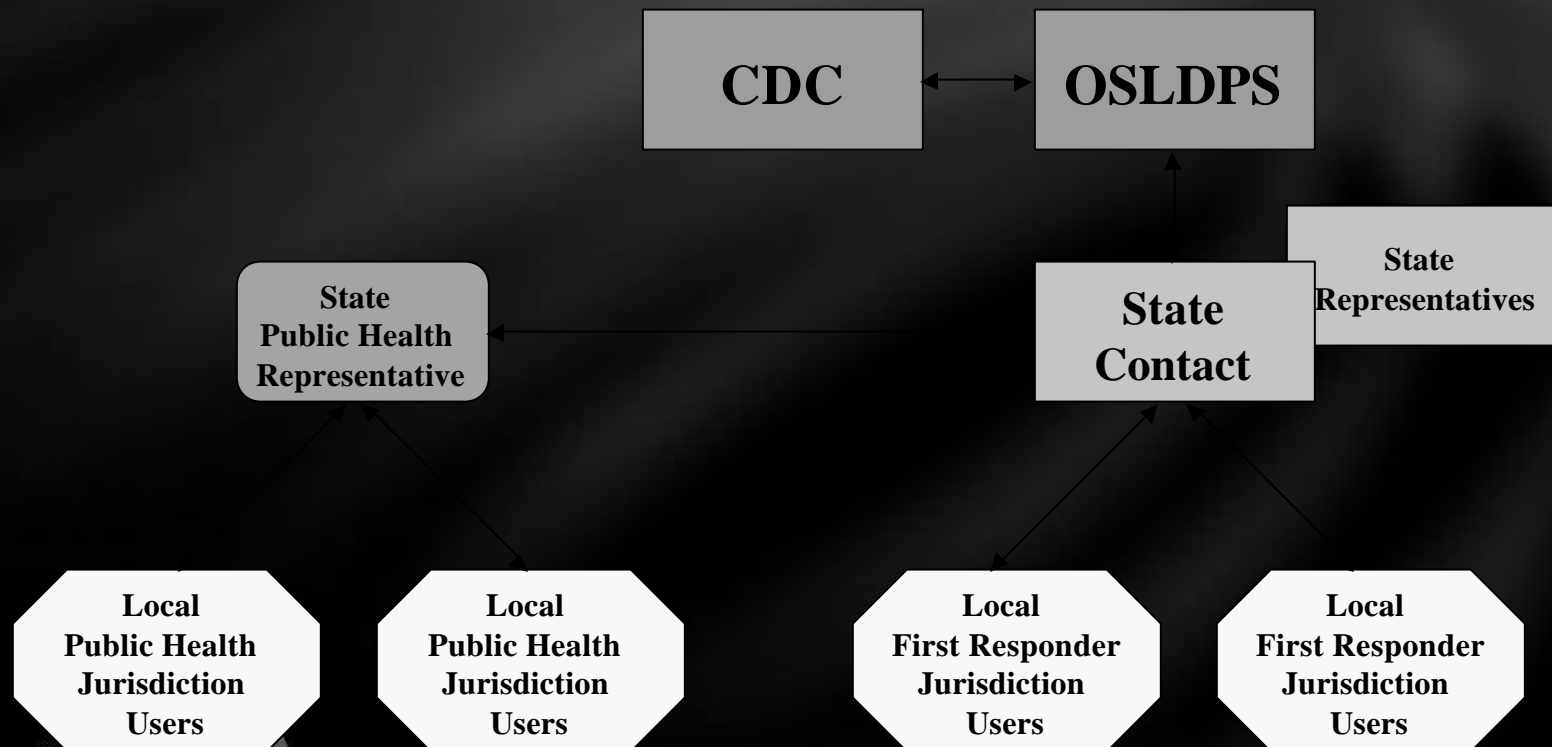 CDC
OSLDPS
State
Representatives
State
Public Health
Representative
State
Contact
Local
Public Health
Jurisdiction
Users
Local
Public Health
Jurisdiction
Users
Local
First Responder
Jurisdiction
Users
Local
First Responder
Jurisdiction
Users